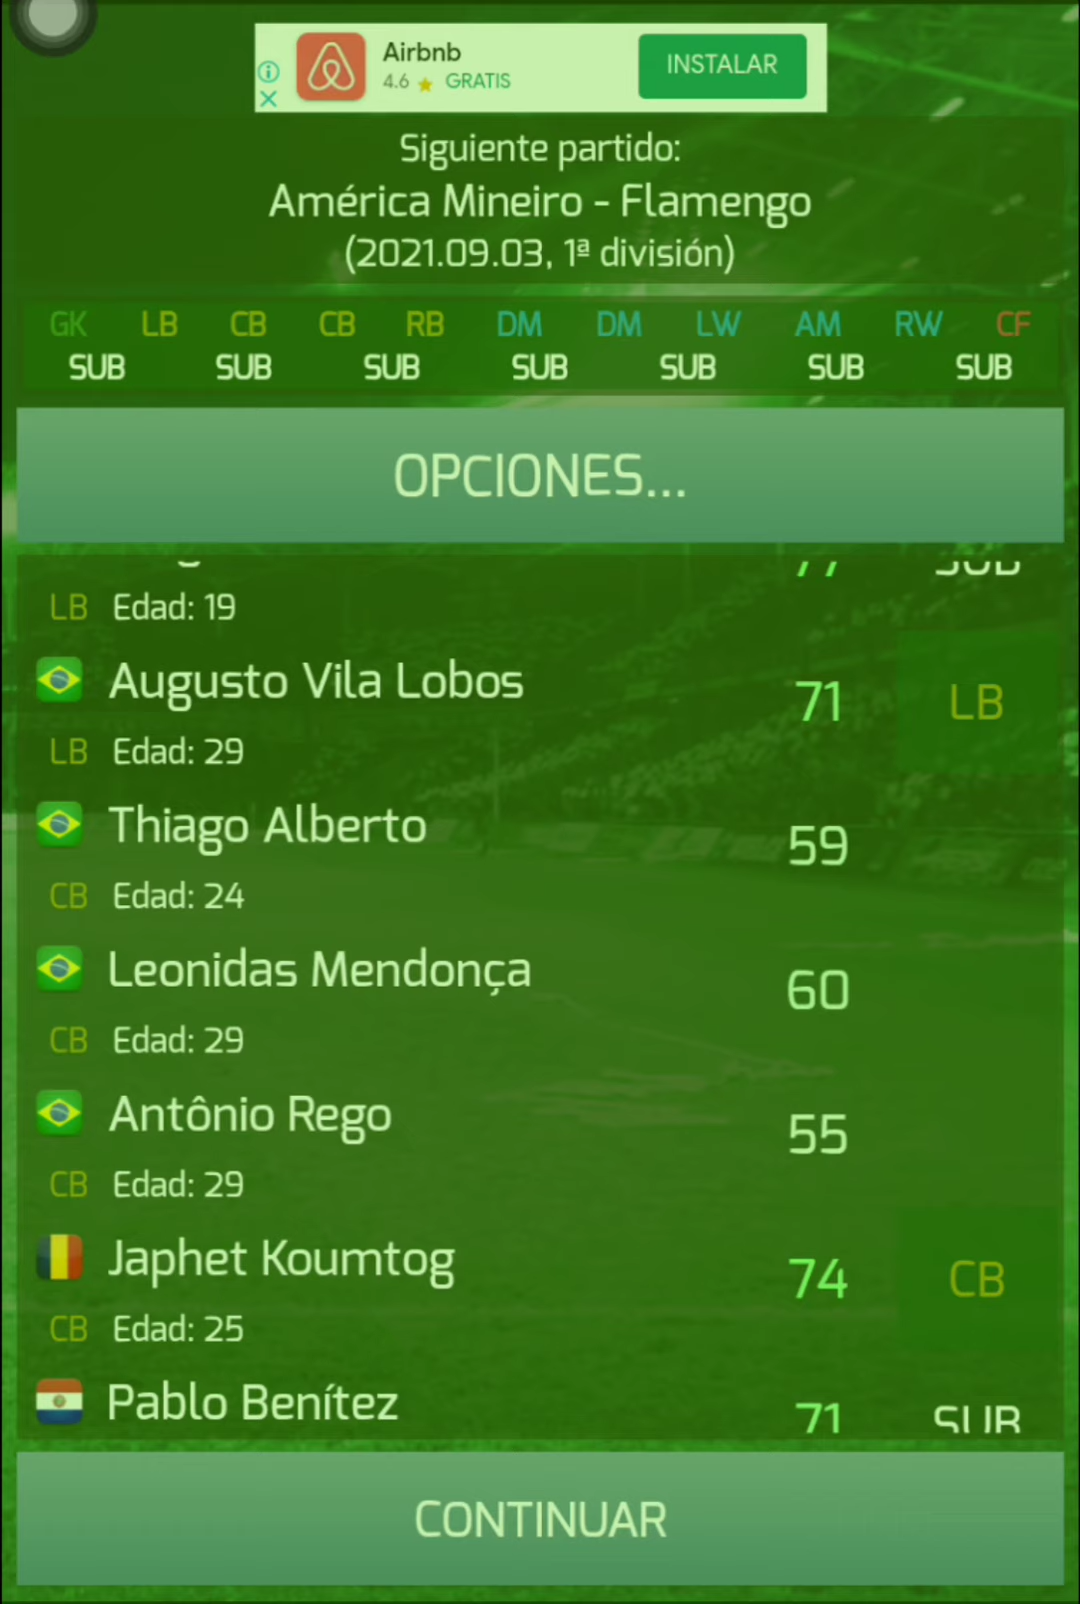 Airbnb
4.6 GRATIS
INSTALAR
Siguiente partido:
América Mineiro - Flamengo
(2021.09.03, 1ª división)
GK LB CB CB RB DM DM LW AM RW CF
SUB SUB SUB SUB SUB SUB SUB
OPCIONES...
77 SUB
LB Edad: 19
Augusto Vila Lobos 71 LB
LB Edad: 29
Thiago Alberto 59
CB Edad: 24
Leonidas Mendonça 60
CB Edad: 29
Antônio Rego 55
CB Edad: 29
Japhet Koumtog 74 CB
CB Edad: 25
Pablo Benítez 71 SUB
CONTINUAR